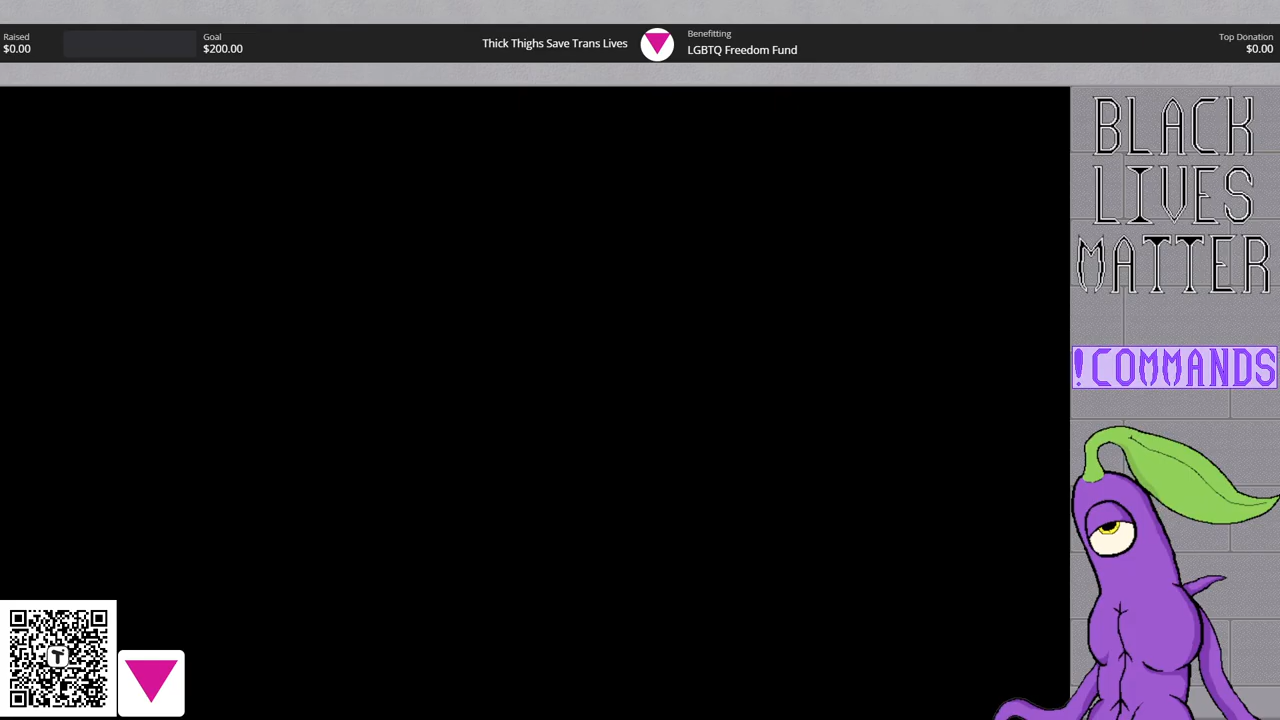 Raised
$0.00
Goal
$200.00
Thick Thighs Save Trans Lives
Benefitting
LGBTQ Freedom Fund
Top Donation
$0.00
BLACK
LIVES
MATTER
!COMMANDS
T